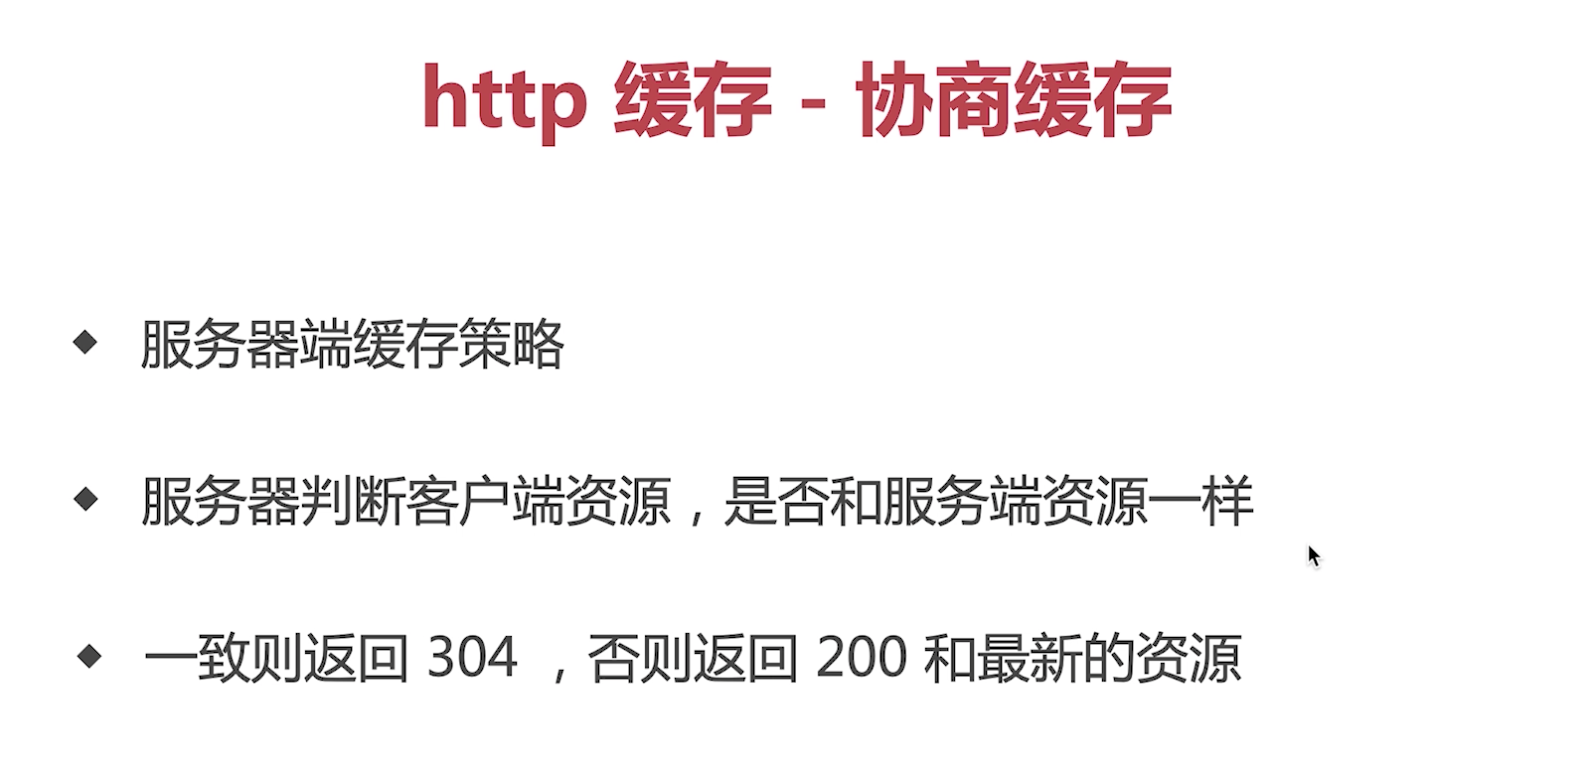 http 缓存 - 协商缓存
服务器端缓存策略
服务器判断客户端资源，是否和服务端资源一样
一致则返回 304 ，否则返回 200 和最新的资源